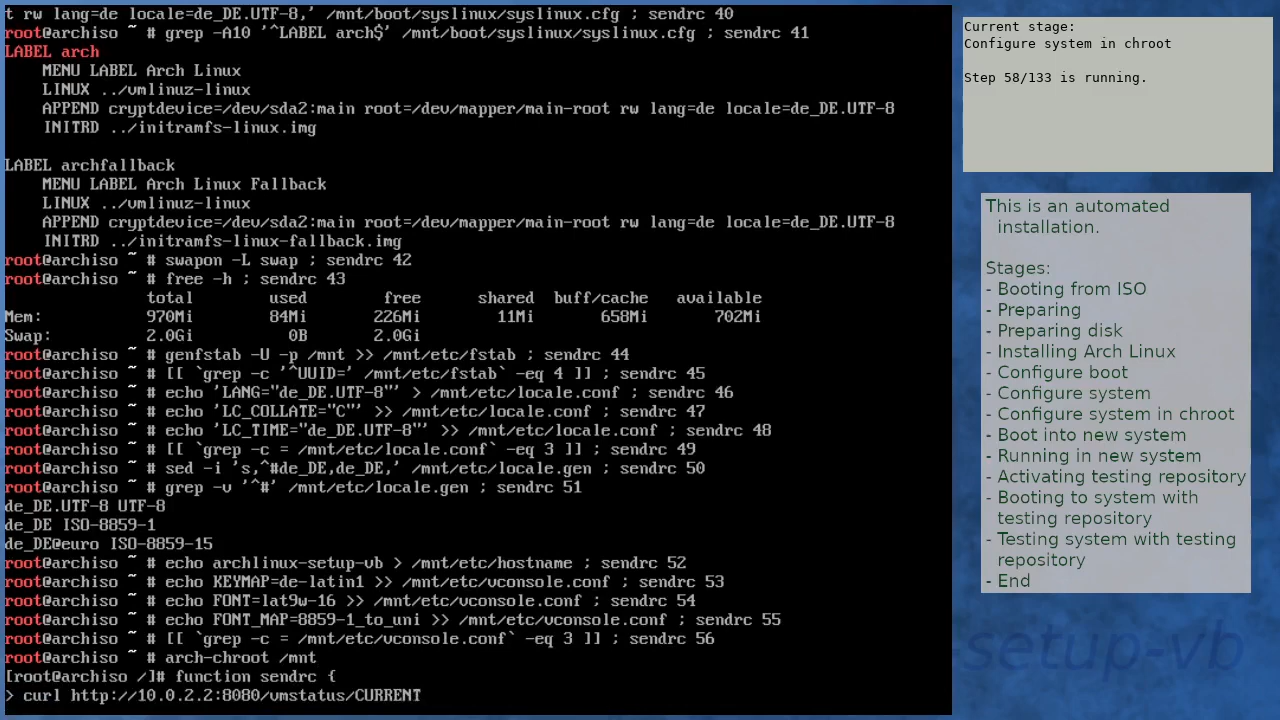 t rw lang=de locale=de_DE.UTF-8,' /mnt/boot/syslinux/syslinux.cfg ; sendrc 40
root@archiso ~ # grep -A10 '^LABEL arch$' /mnt/boot/syslinux/syslinux.cfg ; sendrc 41
LABEL arch
    MENU LABEL Arch Linux
    LINUX ../vmlinuz-linux
    APPEND cryptdevice=/dev/sda2:main root=/dev/mapper/main-root rw lang=de locale=de_DE.UTF-8
    INITRD ../initramfs-linux.img

LABEL archfallback
    MENU LABEL Arch Linux Fallback
    LINUX ../vmlinuz-linux
    APPEND cryptdevice=/dev/sda2:main root=/dev/mapper/main-root rw lang=de locale=de_DE.UTF-8
    INITRD ../initramfs-linux-fallback.img
root@archiso ~ # swapon -L swap ; sendrc 42
root@archiso ~ # free -h ; sendrc 43
               total        used        free      shared  buff/cache   available
Mem:           970Mi        84Mi       226Mi        11Mi       658Mi       702Mi
Swap:          2.0Gi          0B       2.0Gi
root@archiso ~ # genfstab -U -p /mnt >> /mnt/etc/fstab ; sendrc 44
root@archiso ~ # [[ `grep -c '^UUID=' /mnt/etc/fstab` -eq 4 ]] ; sendrc 45
root@archiso ~ # echo 'LANG="de_DE.UTF-8"' > /mnt/etc/locale.conf ; sendrc 46
root@archiso ~ # echo 'LC_COLLATE="C"' >> /mnt/etc/locale.conf ; sendrc 47
root@archiso ~ # echo 'LC_TIME="de_DE.UTF-8"' >> /mnt/etc/locale.conf ; sendrc 48
root@archiso ~ # [[ `grep -c = /mnt/etc/locale.conf` -eq 3 ]] ; sendrc 49
root@archiso ~ # sed -i 's,^#de_DE,de_DE,' /mnt/etc/locale.gen ; sendrc 50
root@archiso ~ # grep -v '^#' /mnt/etc/locale.gen ; sendrc 51
de_DE.UTF-8 UTF-8
de_DE ISO-8859-1
de_DE@euro ISO-8859-15
root@archiso ~ # echo archlinux-setup-vb > /mnt/etc/hostname ; sendrc 52
root@archiso ~ # echo KEYMAP=de-latin1 >> /mnt/etc/vconsole.conf ; sendrc 53
root@archiso ~ # echo FONT=lat9w-16 >> /mnt/etc/vconsole.conf ; sendrc 54
root@archiso ~ # echo FONT_MAP=8859-1_to_uni >> /mnt/etc/vconsole.conf ; sendrc 55
root@archiso ~ # [[ `grep -c = /mnt/etc/vconsole.conf` -eq 3 ]] ; sendrc 56
root@archiso ~ # arch-chroot /mnt
[root@archiso /]# function sendrc {
> curl http://10.0.2.2:8080/vmstatus/CURRENT
Current stage:
Configure system in chroot

Step 58/133 is running.
This is an automated
installation.

Stages:
- Booting from ISO
- Preparing
- Preparing disk
- Installing Arch Linux
- Configure boot
- Configure system
- Configure system in chroot
- Boot into new system
- Running in new system
- Activating testing repository
- Booting to system with
testing repository
- Testing system with testing
repository
- End
-setup-vb